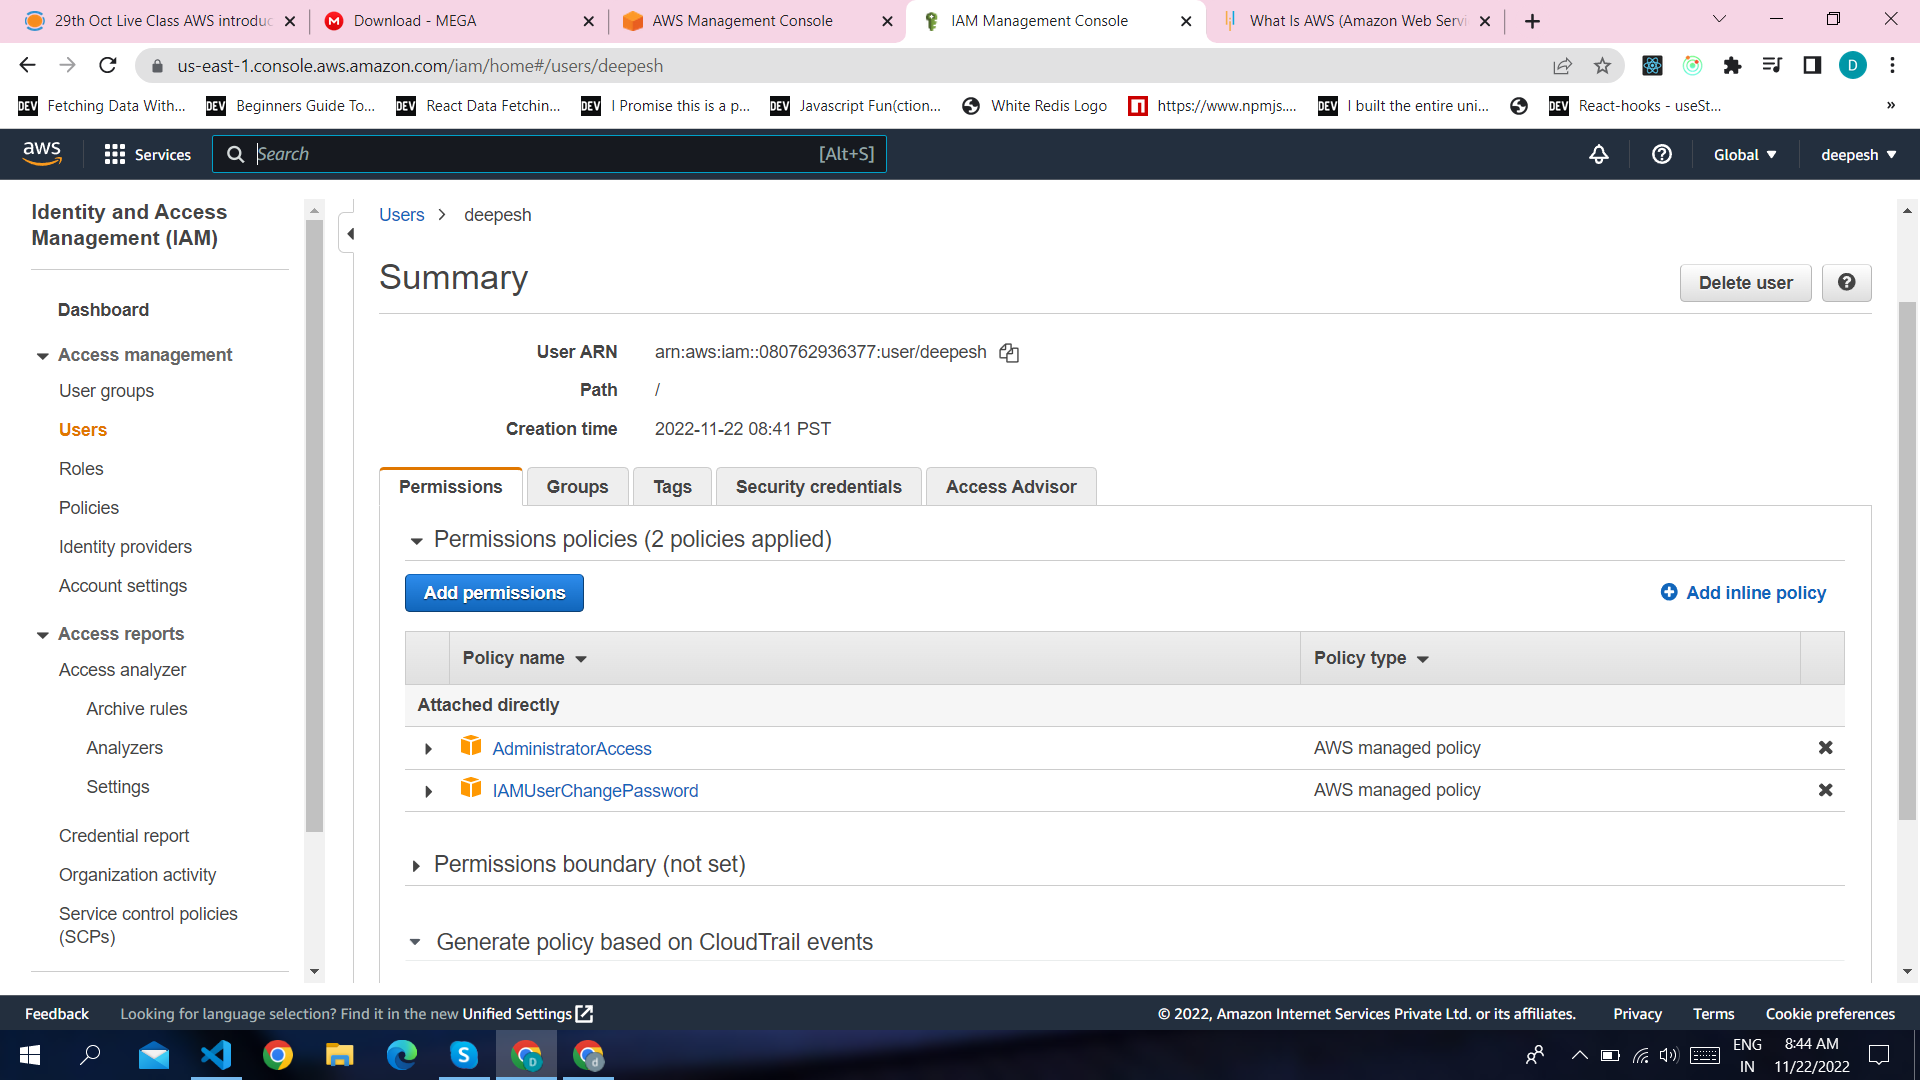 29th Oct Live Class AWS introduc
Download - MEGA
AWS Management Console
IAM Management Console
What Is AWS (Amazon Web Servi
us-east-1.console.aws.amazon.com/iam/home#/users/deepesh
D
DEV Fetching Data With...
DEV Beginners Guide To...
DEV React Data Fetchin...
DEV I Promise this is a p...
DEV Javascript Fun(ction...
White Redis Logo
https://www.npmjs....
DEV I built the entire uni...
DEV React-hooks - useSt...
»
aws
Services
Search
[Alt+S]
Global
deepesh
Identity and Access
Management (IAM)
Dashboard
Access management
User groups
Users
Roles
Policies
Identity providers
Account settings
Access reports
Access analyzer
Archive rules
Analyzers
Settings
Credential report
Organization activity
Service control policies
(SCPs)
Users > deepesh
Summary
Delete user
User ARN arn:aws:iam::080762936377:user/deepesh
Path /
Creation time 2022-11-22 08:41 PST
Permissions
Groups
Tags
Security credentials
Access Advisor
Permissions policies (2 policies applied)
Add permissions
Add inline policy
Policy name
Policy type
Attached directly
AdministratorAccess AWS managed policy
IAMUserChangePassword AWS managed policy
Permissions boundary (not set)
Generate policy based on CloudTrail events
Feedback
Looking for language selection? Find it in the new Unified Settings
© 2022, Amazon Internet Services Private Ltd. or its affiliates.
Privacy
Terms
Cookie preferences
ENG
IN
8:44 AM
11/22/2022